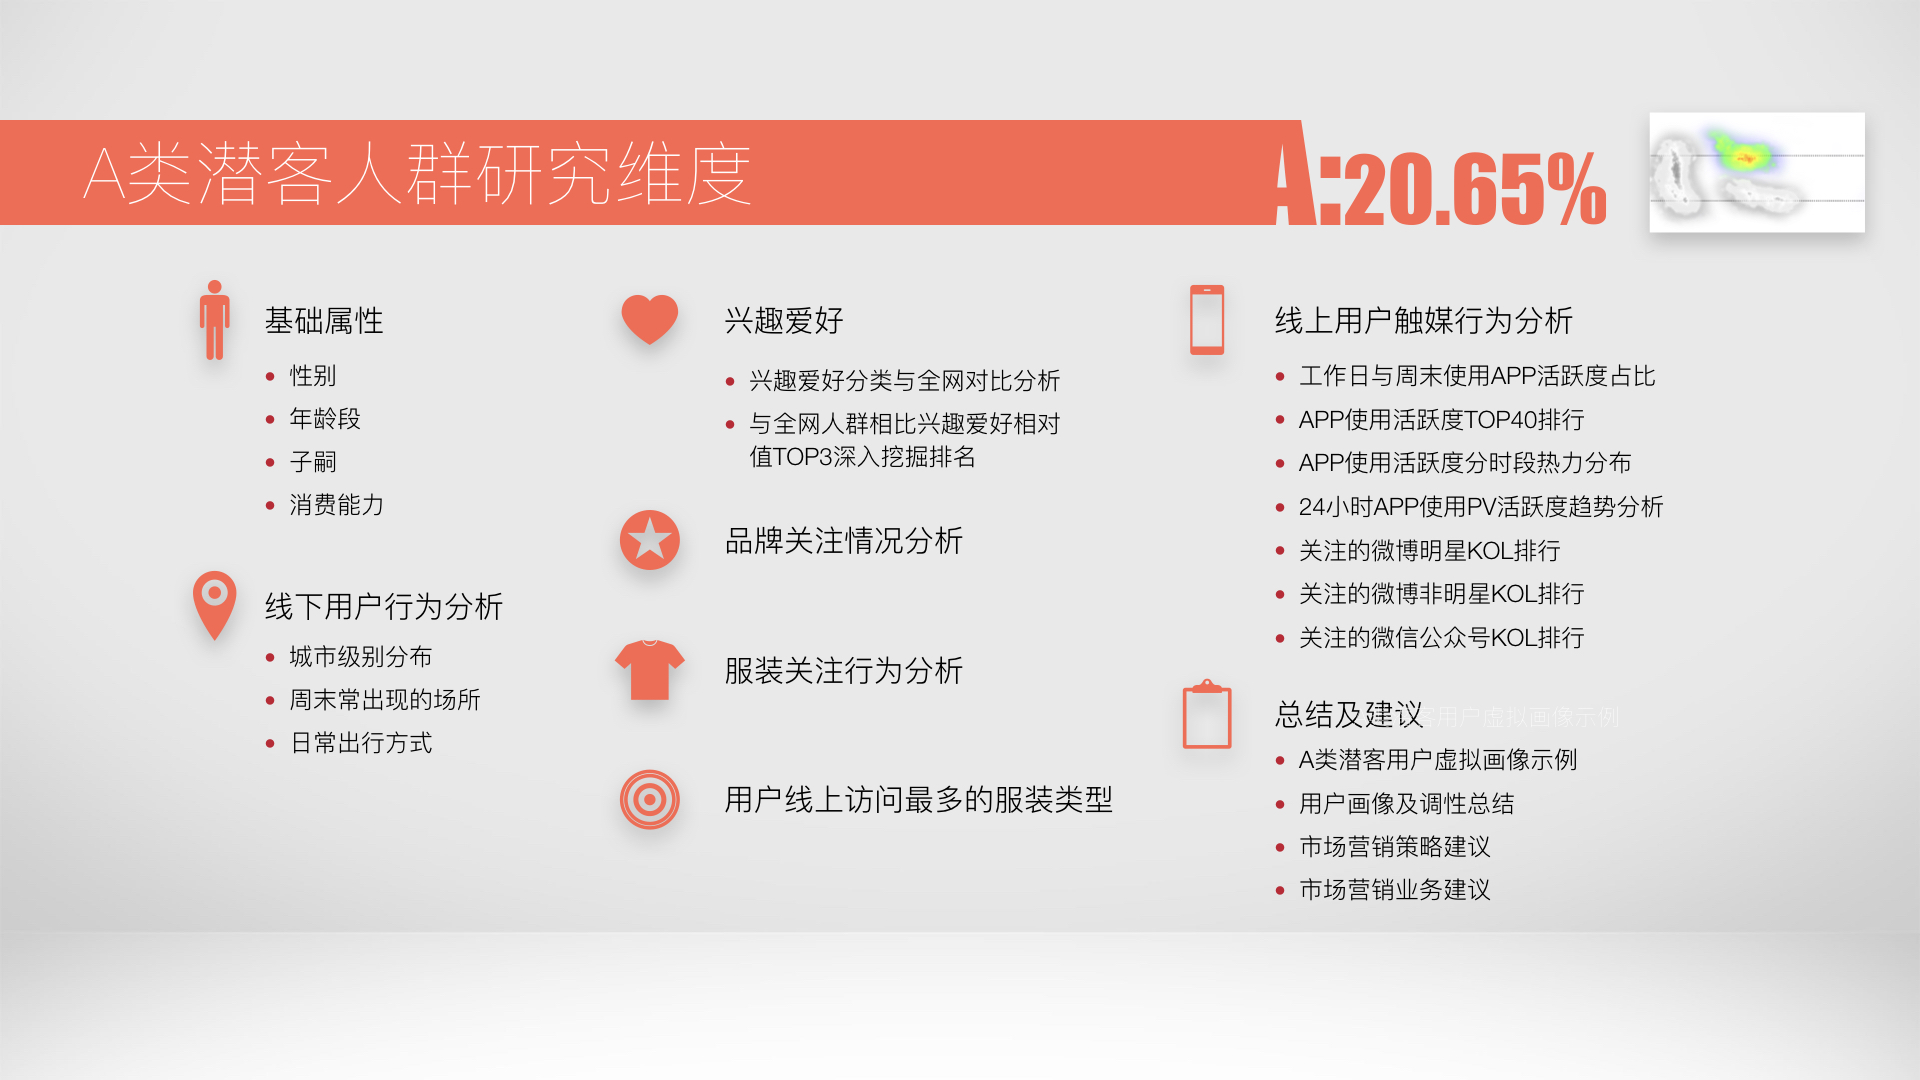 A类潜客人群研究维度
A:20.65%
基础属性
性别
年龄段
子嗣
消费能力
线下用户行为分析
城市级别分布
周末常出现的场所
日常出行方式
兴趣爱好
兴趣爱好分类与全网对比分析
与全网人群相比兴趣爱好相对
值TOP3深入挖掘排名
品牌关注情况分析
服装关注行为分析
用户线上访问最多的服装类型
线上用户触媒行为分析
工作日与周末使用APP活跃度占比
APP使用活跃度TOP40排行
APP使用活跃度分时段热力分布
24小时APP使用PV活跃度趋势分析
关注的微博明星KOL排行
关注的微博非明星KOL排行
关注的微信公众号KOL排行
总结及建议
客用户虚拟画像示例
A类潜客用户虚拟画像示例
用户画像及调性总结
市场营销策略建议
市场营销业务建议